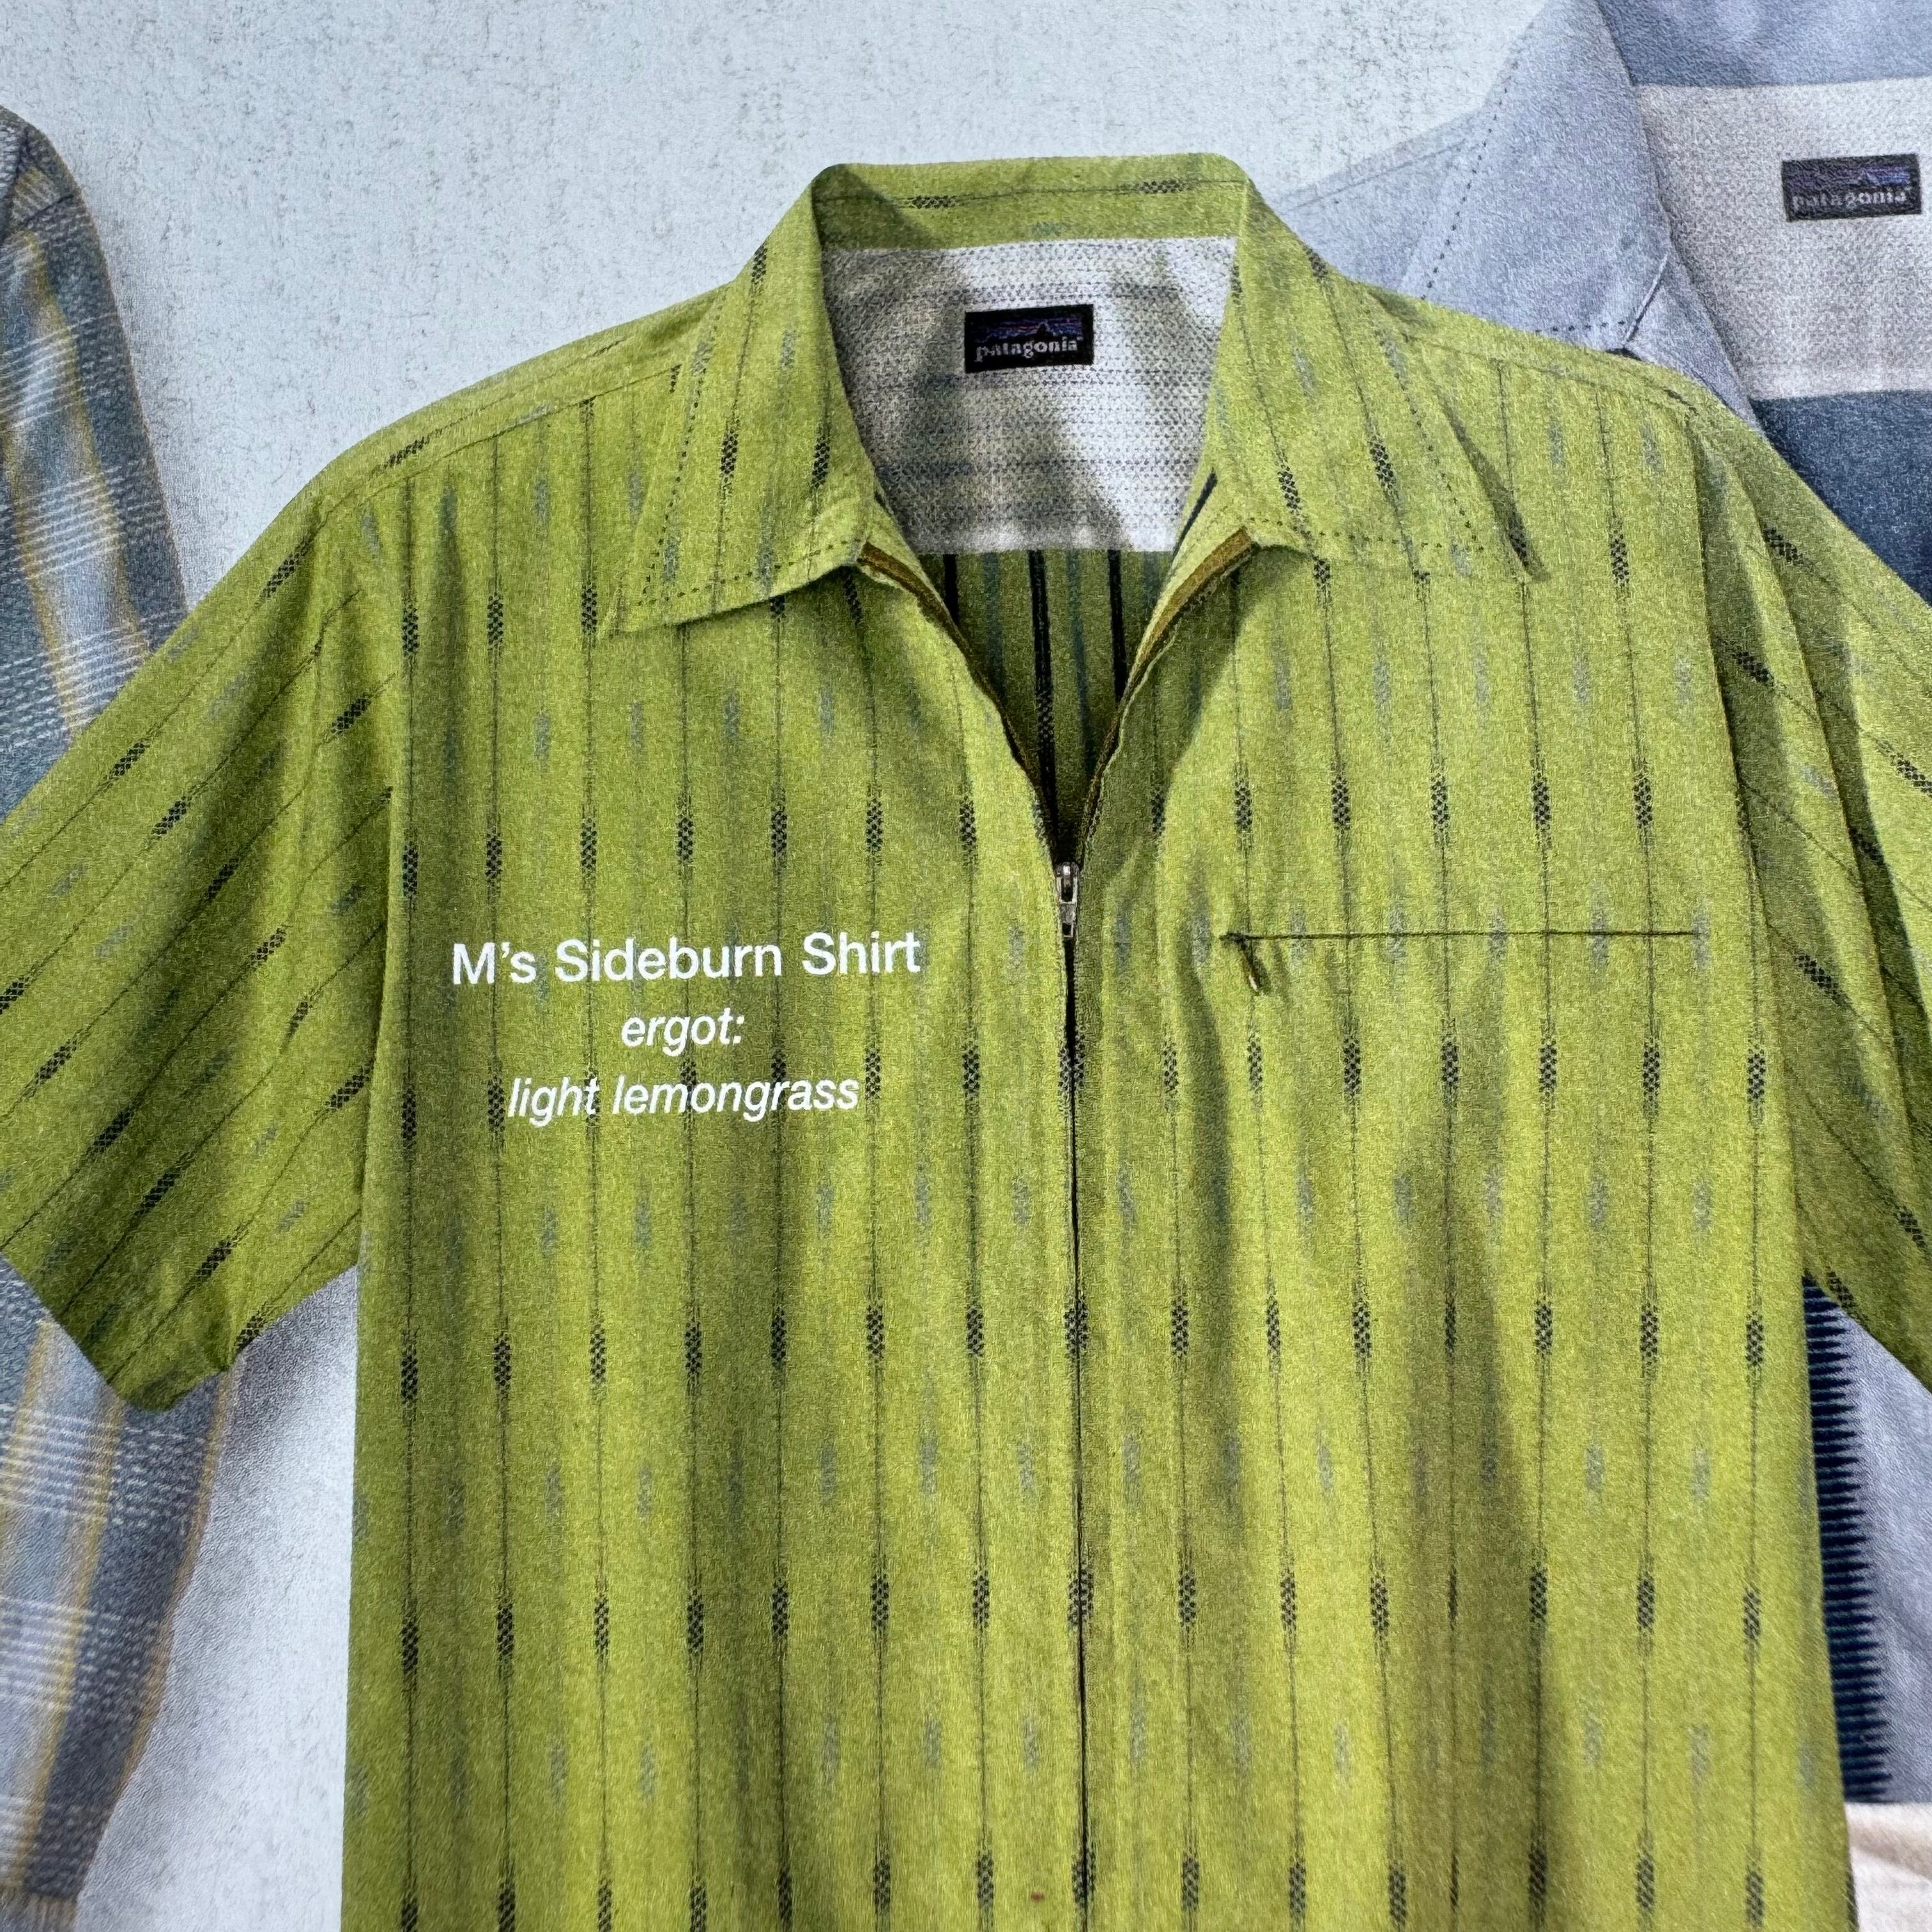 patagonia
patagonia
M's Sideburn Shirt
ergot:
light lemongrass